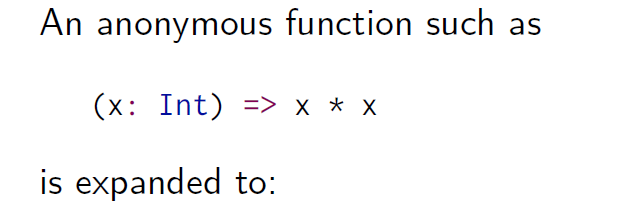 An anonymous function such as
(x: Int) => x * x
is expanded to: